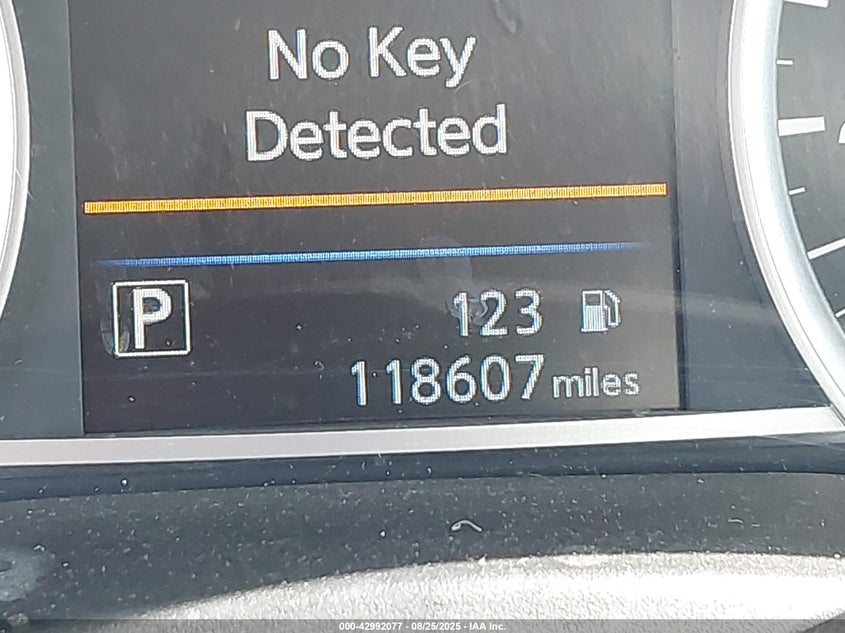 No Key
Detected
P 123
118607 miles
000-42992077 - 08/25/2025 - IAA Inc.